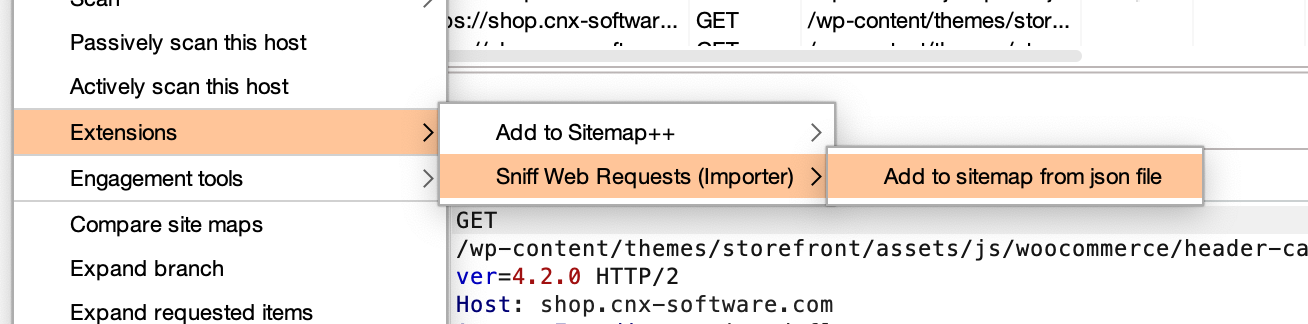 Scan
ps://shop.cnx-softwar... GET /wp-content/themes/stor...
Passively scan this host
GET
Actively scan this host
Extensions
Add to Sitemap++
Sniff Web Requests (Importer)
Add to sitemap from json file
Engagement tools
Compare site maps
Expand branch
Expand requested items
GET
/wp-content/themes/storefront/assets/js/woocommerce/header-ca
ver=4.2.0 HTTP/2
Host: shop.cnx-software.com